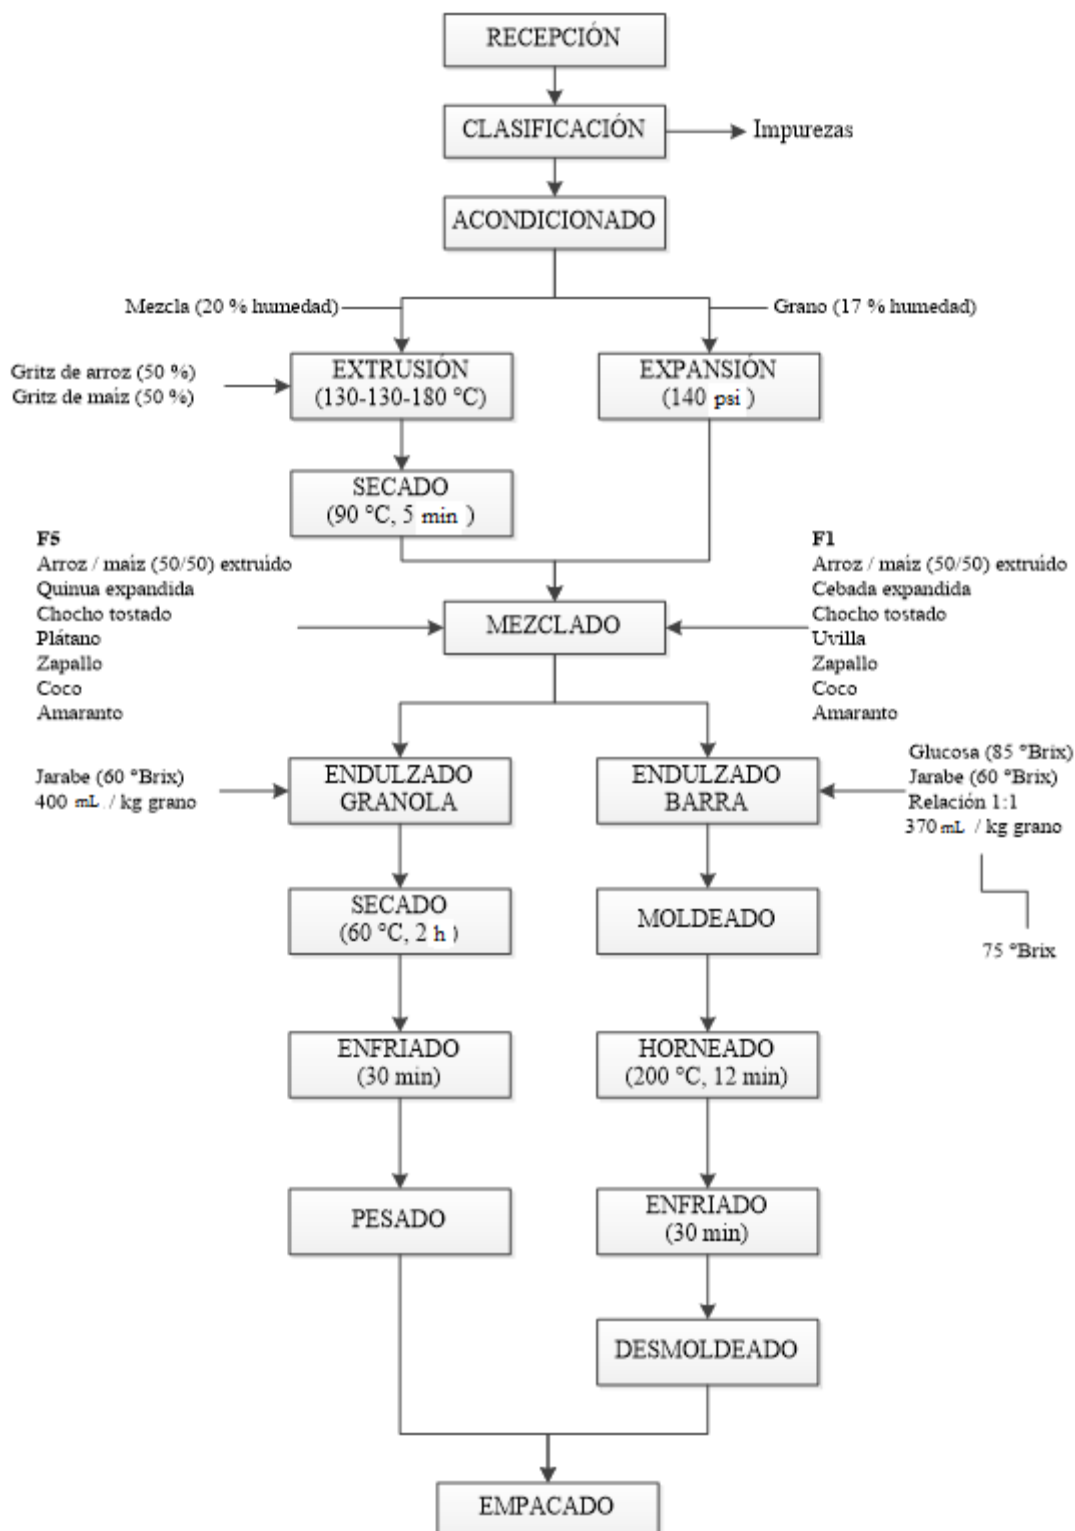 RECEPCIÓN
CLASIFICACIÓN
Impurezas
ACONDICIONADO
Mezcla (20 % humedad)
Grano (17 % humedad)
Gritz de arroz (50 %)
Gritz de maíz (50 %)
EXTRUSIÓN
(130-130-180 °C)
EXPANSIÓN
(140 psi )
SECADO
(90 °C, 5 min )
F5
Arroz / maíz (50/50) extruído
Quinua expandida
Chocho tostado
Plátano
Zapallo
Coco
Amaranto
MEZCLADO
F1
Arroz / maíz (50/50) extruído
Cebada expandida
Chocho tostado
Uvilla
Zapallo
Coco
Amaranto
Jarabe (60 °Brix)
400 mL / kg grano
ENDULZADO
GRANOLA
ENDULZADO
BARRA
Glucosa (85 °Brix)
Jarabe (60 °Brix)
Relación 1:1
370 mL / kg grano
75 °Brix
SECADO
(60 °C, 2 h )
MOLDEADO
ENFRIADO
(30 min)
HORNEADO
(200 °C, 12 min)
PESADO
ENFRIADO
(30 min)
DESMOLDEADO
EMPACADO